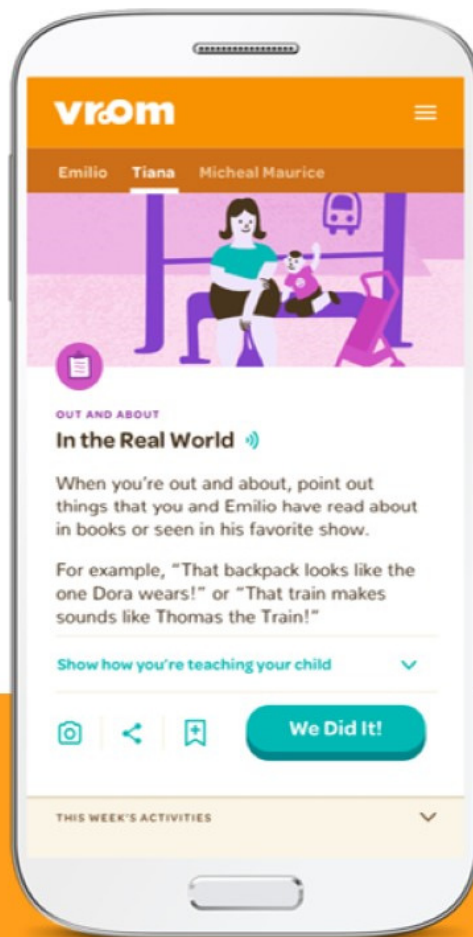 vroom
Emilio Tiana Micheal Maurice
OUT AND ABOUT
In the Real World
When you're out and about, point out
things that you and Emilio have read about
in books or seen in his favorite show.
For example, "That backpack looks like the
one Dora wears!" or "That train makes
sounds like Thomas the Train!"
Show how you're teaching your child
We Did It!
THIS WEEK'S ACTIVITIES